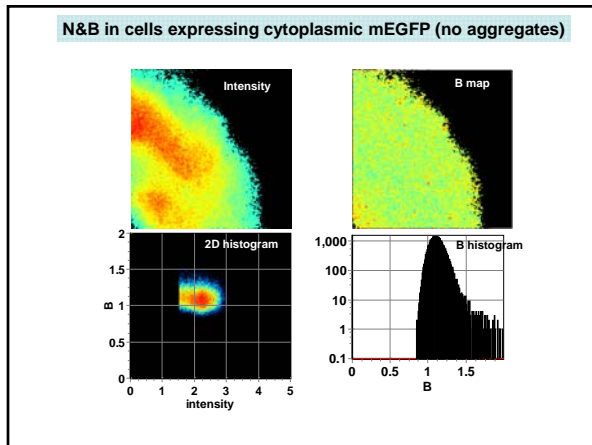 N&B in cells expressing cytoplasmic mEGFP (no aggregates)
Intensity
B map
2D histogram
2
1.5
1
0.5
0
B
0 1 2 3 4 5
intensity
B histogram
1,000
100
10
1
0.1
0 0.5 1 1.5
B